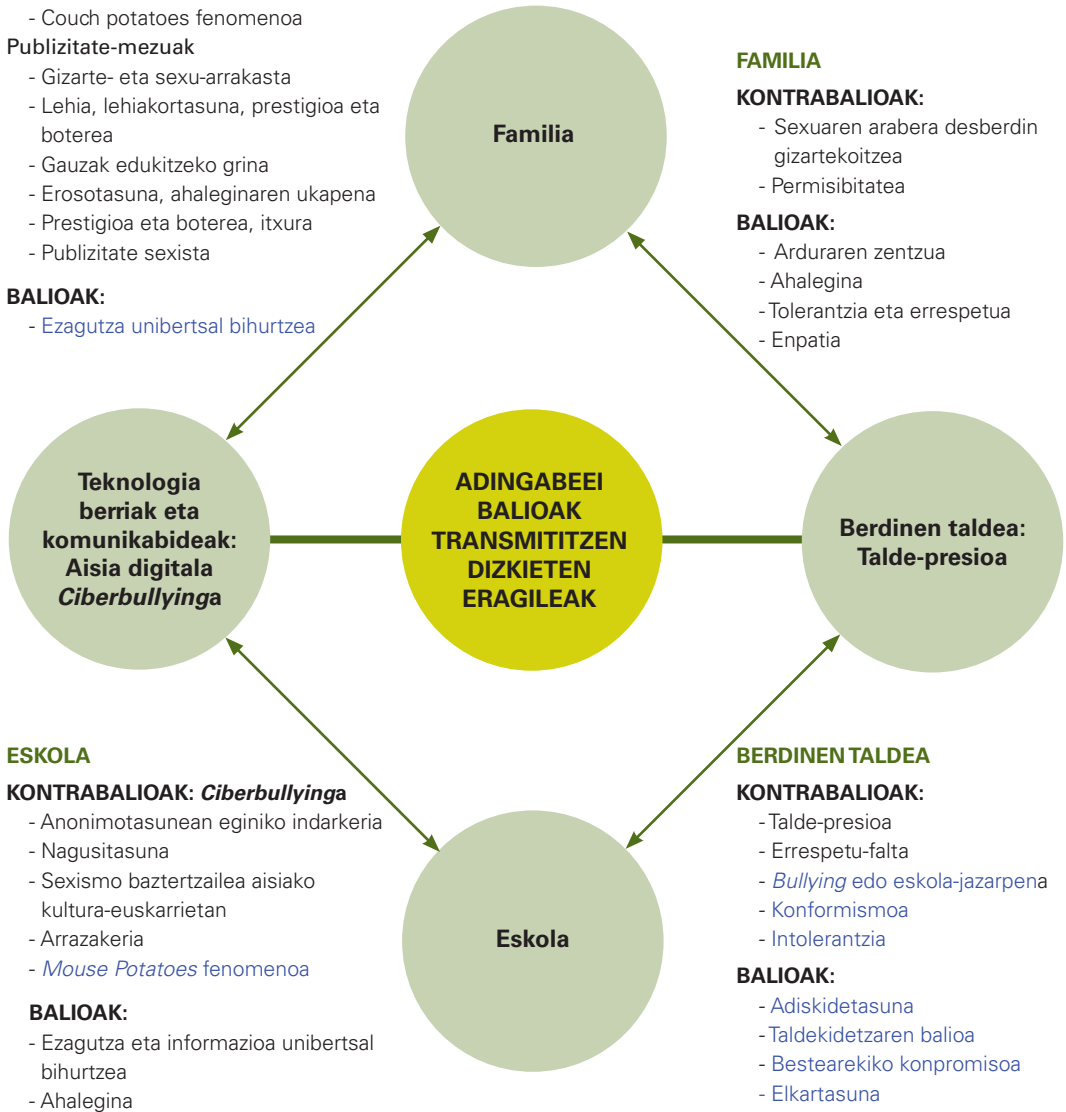 - Couch potatoes fenomenoa
Publizitate-mezuak
- Gizarte- eta sexu-arrakasta
- Lehia, lehiakortasuna, prestigioa eta
boterea
- Gauzak edukitzeko grina
- Erosotasuna, ahaleginaren ukapena
- Prestigioa eta boterea, itxura
- Publizitate sexista
BALIOAK:
- Ezagutza unibertsal bihurtzea
Familia
FAMILIA
KONTRABALIOAK:
- Sexuaren arabera desberdin
gizartekoitzea
- Permisibitatea
BALIOAK:
- Arduraren zentzua
- Ahalegina
- Tolerantzia eta errespetua
- Enpatia
Teknologia
berriak eta
komunikabideak:
Aisia digitala
Ciberbullyinga
ADINGABEEI
BALIOAK
TRANSMITITZEN
DIZKIETEN
ERAGILEAK
Berdinen taldea:
Talde-presioa
ESKOLA
KONTRABALIOAK: Ciberbullyinga
- Anonimotasunean eginiko indarkeria
- Nagusitasuna
- Sexismo baztertzailea aisiako
kultura-euskarrietan
- Arrazakeria
- Mouse Potatoes fenomenoa
BALIOAK:
- Ezagutza eta informazioa unibertsal
bihurtzea
- Ahalegina
Eskola
BERDINEN TALDEA
KONTRABALIOAK:
- Talde-presioa
- Errespetu-falta
- Bullying edo eskola-jazarpena
- Konformismoa
- Intolerantzia
BALIOAK:
- Adiskidetasuna
- Taldekidetzaren balioa
- Bestearekiko konpromisoa
- Elkartasuna